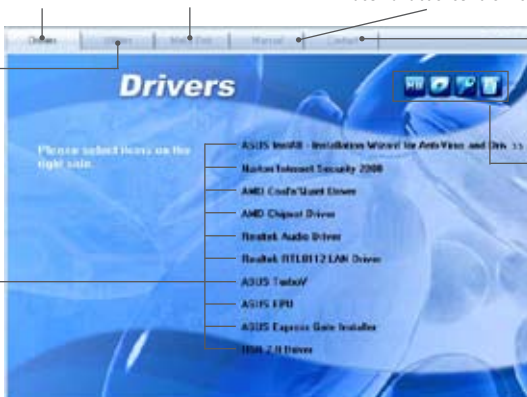 Drivers
Utilities
Make Disk
Manual
Contact
Drivers
Please select items on the
right side.
ASUS InstAll - Installation Wizard for Anti-Virus and Driv
Norton Internet Security 2008
AMD Cool'n'Quiet Driver
AMD Chipset Driver
Realtek Audio Driver
Realtek RTL8112 LAN Driver
ASUS TurboV
ASUS EPU
ASUS Express Gate Installer
USB 2.0 Driver